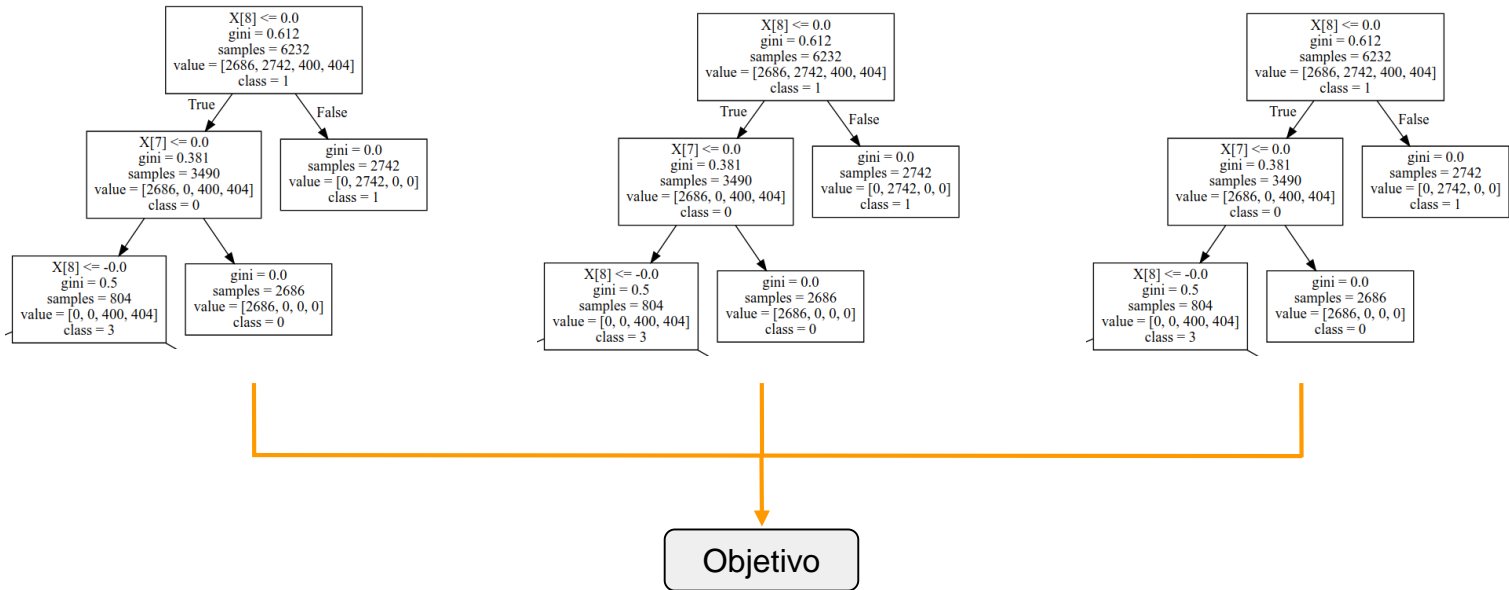 X[8] <= 0.0
gini = 0.612
samples = 6232
value = [2686, 2742, 400, 404]
class = 1
True
False
X[7] <= 0.0
gini = 0.381
samples = 3490
value = [2686, 0, 400, 404]
class = 0
gini = 0.0
samples = 2742
value = [0, 2742, 0, 0]
class = 1
X[8] <= -0.0
gini = 0.5
samples = 804
value = [0, 0, 400, 404]
class = 3
gini = 0.0
samples = 2686
value = [2686, 0, 0, 0]
class = 0
X[8] <= 0.0
gini = 0.612
samples = 6232
value = [2686, 2742, 400, 404]
class = 1
True
False
X[7] <= 0.0
gini = 0.381
samples = 3490
value = [2686, 0, 400, 404]
class = 0
gini = 0.0
samples = 2742
value = [0, 2742, 0, 0]
class = 1
X[8] <= -0.0
gini = 0.5
samples = 804
value = [0, 0, 400, 404]
class = 3
gini = 0.0
samples = 2686
value = [2686, 0, 0, 0]
class = 0
X[8] <= 0.0
gini = 0.612
samples = 6232
value = [2686, 2742, 400, 404]
class = 1
True
False
X[7] <= 0.0
gini = 0.381
samples = 3490
value = [2686, 0, 400, 404]
class = 0
gini = 0.0
samples = 2742
value = [0, 2742, 0, 0]
class = 1
X[8] <= -0.0
gini = 0.5
samples = 804
value = [0, 0, 400, 404]
class = 3
gini = 0.0
samples = 2686
value = [2686, 0, 0, 0]
class = 0
Objetivo